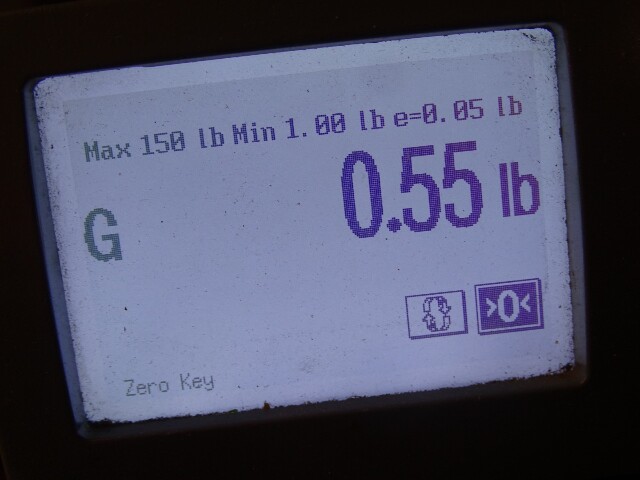 Max 150 lb Min 1.00 lb e=0.05 lb
G 0.55 lb
>0<
Zero Key